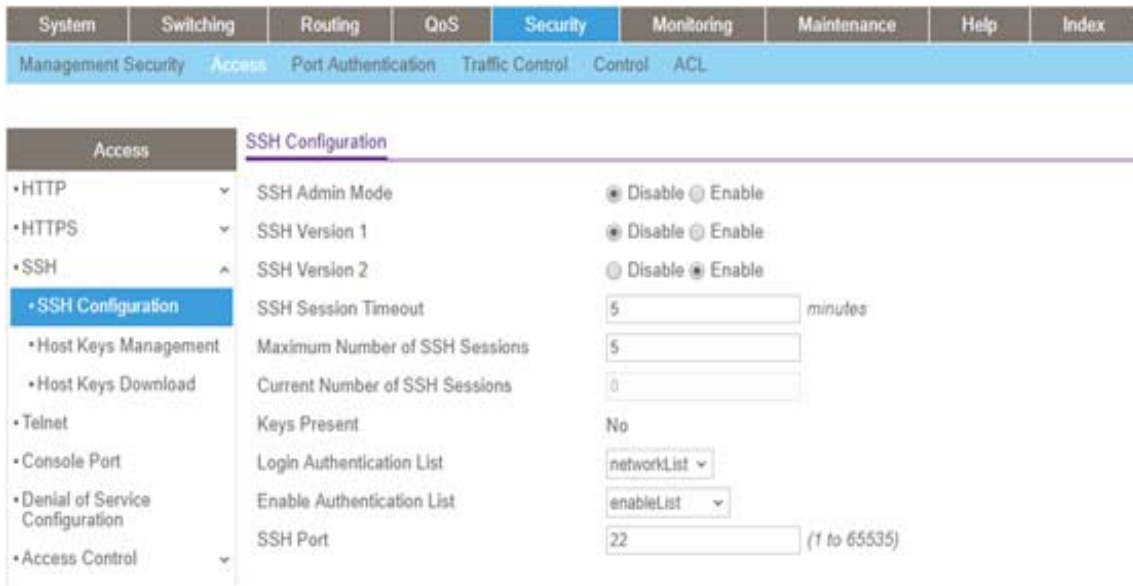 System Switching Routing QoS Security Monitoring Maintenance Help Index
Management Security Access Port Authentication Traffic Control Control ACL
Access
•HTTP
•HTTPS
•SSH
•SSH Configuration
•Host Keys Management
•Host Keys Download
•Telnet
•Console Port
•Denial of Service
Configuration
•Access Control
SSH Configuration
SSH Admin Mode Disable Enable
SSH Version 1 Disable Enable
SSH Version 2 Disable Enable
SSH Session Timeout 5 minutes
Maximum Number of SSH Sessions 5
Current Number of SSH Sessions 0
Keys Present No
Login Authentication List networkList
Enable Authentication List enableList
SSH Port 22 (1 to 65535)